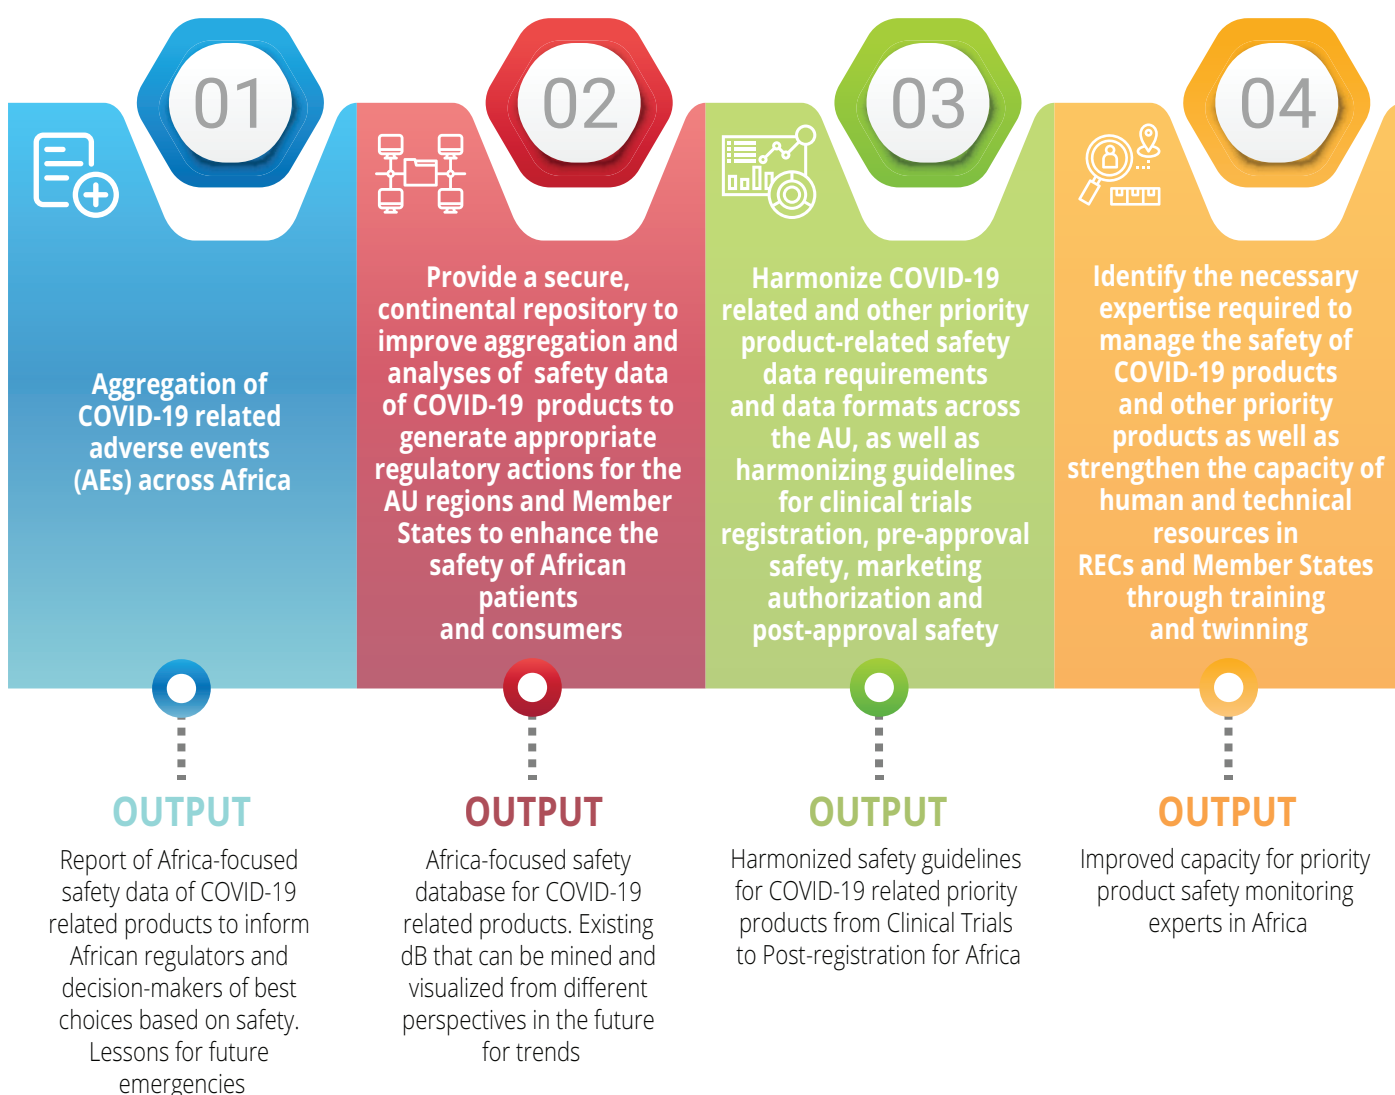 01
Aggregation of
COVID-19 related
adverse events
(AEs) across Africa
OUTPUT
Report of Africa-focused
safety data of COVID-19
related products to inform
African regulators and
decision-makers of best
choices based on safety.
Lessons for future
emergencies
02
Provide a secure,
continental repository to
improve aggregation and
analyses of safety data
of COVID-19 products to
generate appropriate
regulatory actions for the
AU regions and Member
States to enhance the
safety of African
patients
and consumers
OUTPUT
Africa-focused safety
database for COVID-19
related products. Existing
dB that can be mined and
visualized from different
perspectives in the future
for trends
03
Harmonize COVID-19
related and other priority
product-related safety
data requirements
and data formats across
the AU, as well as
harmonizing guidelines
for clinical trials
registration, pre-approval
safety, marketing
authorization and
post-approval safety
OUTPUT
Harmonized safety guidelines
for COVID-19 related priority
products from Clinical Trials
to Post-registration for Africa
04
Identify the necessary
expertise required to
manage the safety of
COVID-19 products
and other priority
products as well as
strengthen the capacity of
human and technical
resources in
RECs and Member States
through training
and twinning
OUTPUT
Improved capacity for priority
product safety monitoring
experts in Africa